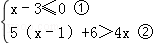 x－3≤0 ①
5（x－1）+6>4x ②